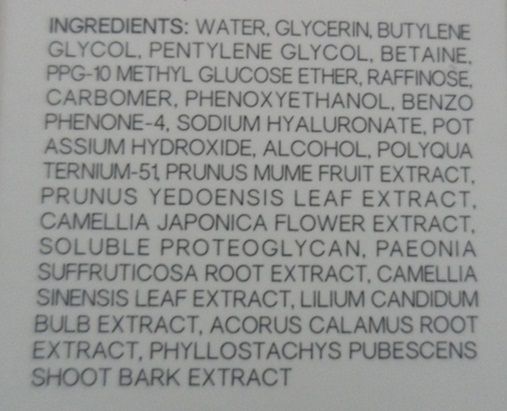 INGREDIENTS: WATER, GLYCERIN, BUTYLENE
GLYCOL, PENTYLENE GLYCOL, BETAINE,
PPG-10 METHYL GLUCOSE ETHER, RAFFINOSE,
CARBOMER, PHENOXYETHANOL, BENZO
PHENONE-4, SODIUM HYALURONATE, POT
ASSIUM HYDROXIDE, ALCOHOL, POLYQUA
TERNIUM-51, PRUNUS MUME FRUIT EXTRACT,
PRUNUS YEDOENSIS LEAF EXTRACT,
CAMELLIA JAPONICA FLOWER EXTRACT,
SOLUBLE PROTEOGLYCAN, PAEONIA
SUFFRUTICOSA ROOT EXTRACT, CAMELLIA
SINENSIS LEAF EXTRACT, LILIUM CANDIDUM
BULB EXTRACT, ACORUS CALAMUS ROOT
EXTRACT, PHYLLOSTACHYS PUBESCENS
SHOOT BARK EXTRACT